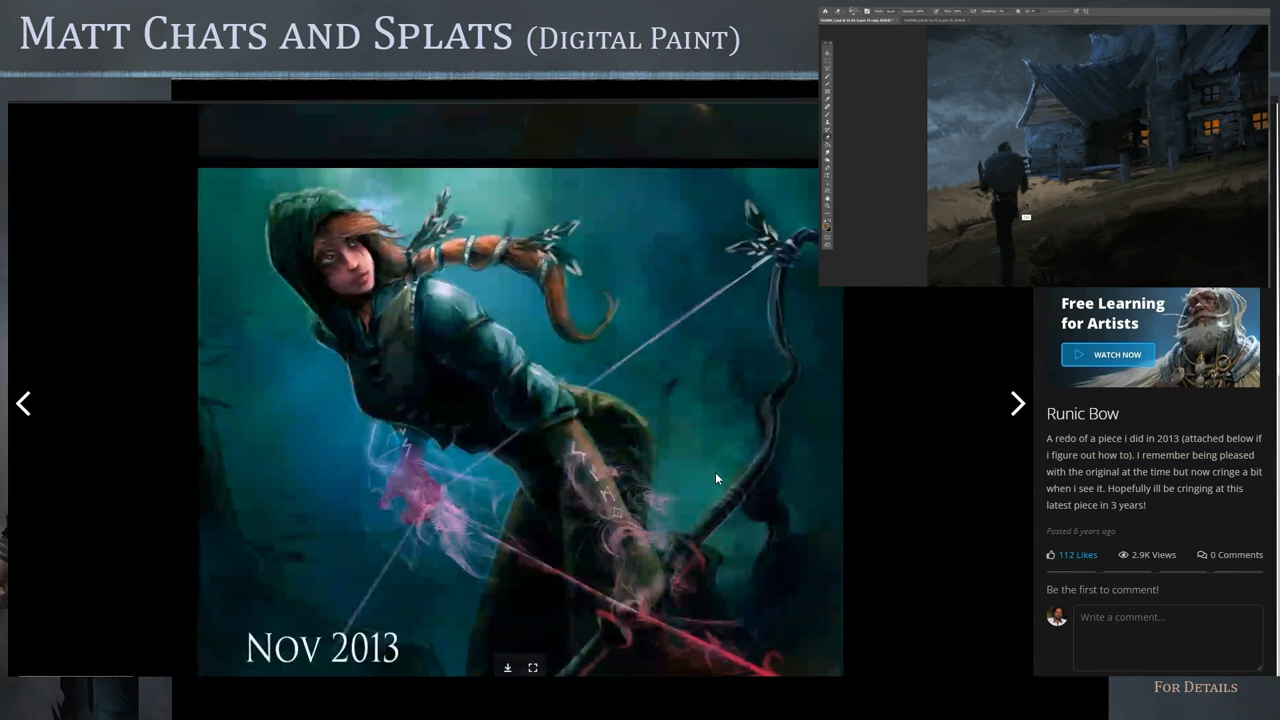 Matt Chats and Splats (Digital Paint)
Free Learning
for Artists
WATCH NOW
Runic Bow
A redo of a piece i did in 2013 (attached below if
i figure out how to). I remember being pleased
with the original at the time but now cringe a bit
when i see it. Hopefully ill be cringing at this
latest piece in 3 years!
Posted 6 years ago
112 Likes 2.9K Views 0 Comments
Be the first to comment!
Write a comment...
Nov 2013
For Details